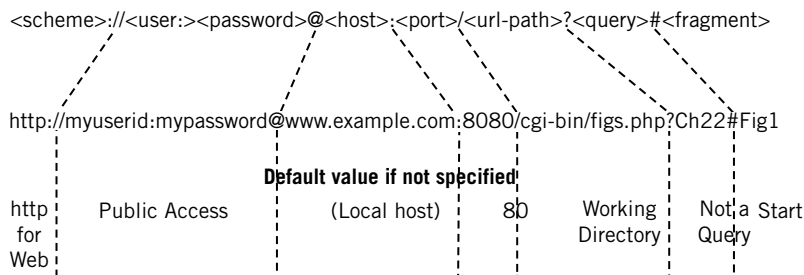 <scheme>://<user:><password>@<host>:<port>/<url-path>?<query>#<fragment>
http://myuserid:mypassword@www.example.com:8080/cgi-bin/figs.php?Ch22#Fig1
Default value if not specified
http for Web
Public Access
(Local host)
80
Working Directory
Not a Query
Start